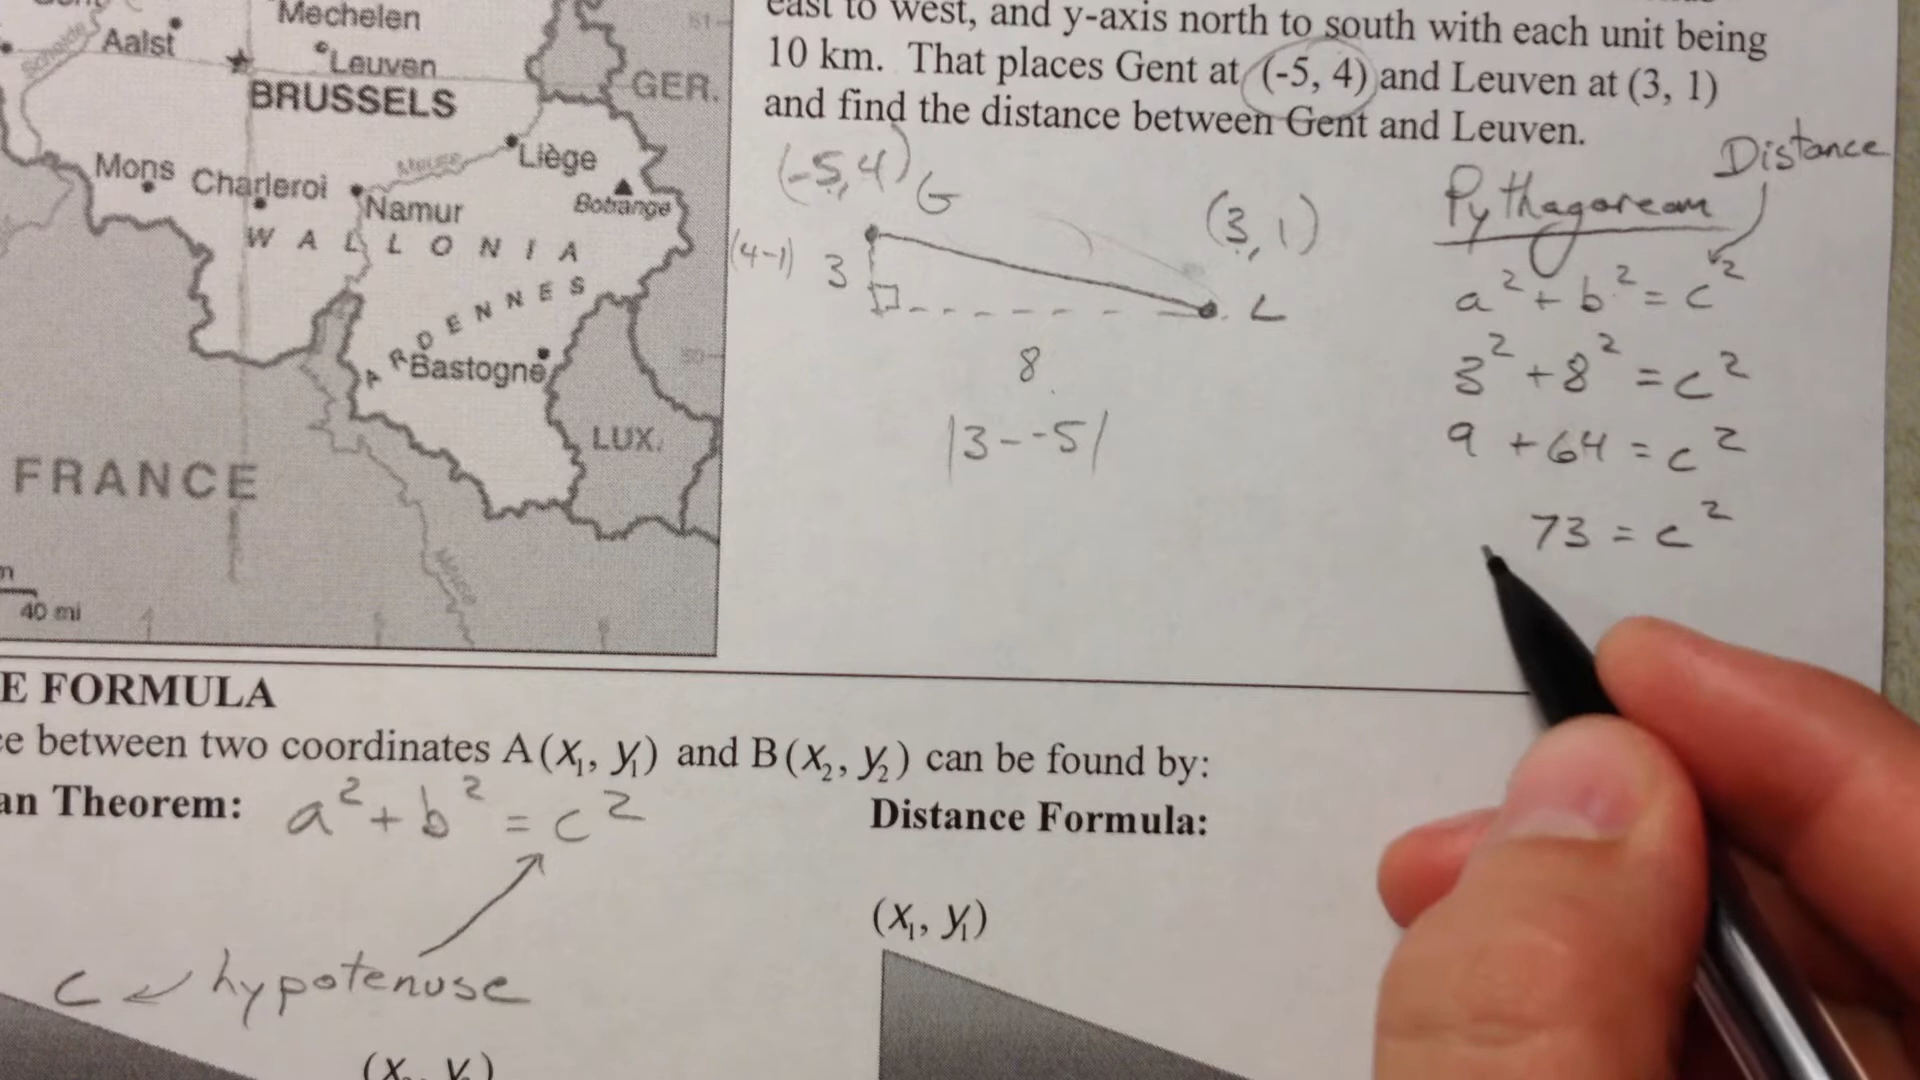 Mechelen
Aalst
Leuven
BRUSSELS
GER.
Mons
Charleroi
Namur
Meuse
Liège
Botrange
WALLONIA
ARDENNES
Bastogne
LUX.
FRANCE
40 mi
east to west, and y-axis north to south with each unit being
10 km. That places Gent at (-5, 4) and Leuven at (3, 1)
and find the distance between Gent and Leuven.
(-5,4) G
(3,1)
(4-1) 3
L
8
|3--5|
Distance
Pythagorean
a²+b²=c²
3²+8²=c²
9+64=c²
73=c²
E FORMULA
e between two coordinates A(x₁, y₁) and B(x₂, y₂) can be found by:
an Theorem: a²+b²=c²
Distance Formula:
c hypotenuse
(x₁, y₁)